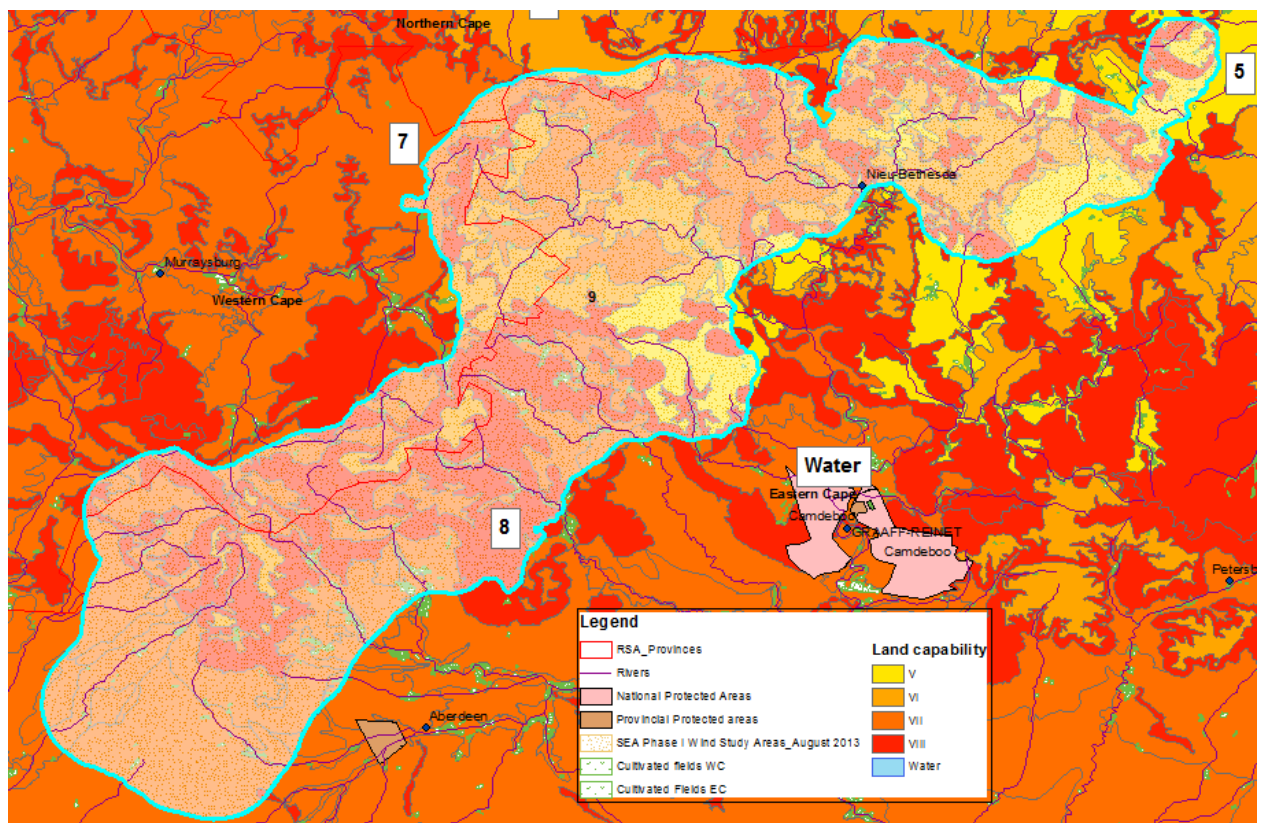 Northern Cape
5
7
Nieu-Bethesda
Murraysburg
Western Cape
9
Water
Eastern Cape
Camdeboo
8
GRAAFF-REINET
Camdeboo
Petersb
Aberdeen
Legend
RSA_Provinces
Rivers
National Protected Areas
Provincial Protected areas
SEA Phase I Wind Study Areas_August 2013
Cultivated fields WC
Cultivated Fields EC
Land capability
V
VI
VII
VIII
Water